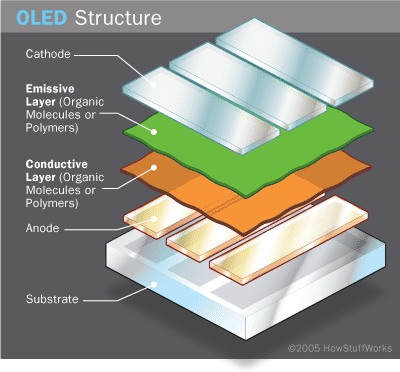 OLED Structure
Cathode
Emissive
Layer (Organic
Molecules or
Polymers)
Conductive
Layer (Organic
Molecules or
Polymers)
Anode
Substrate
©2005 HowStuffWorks